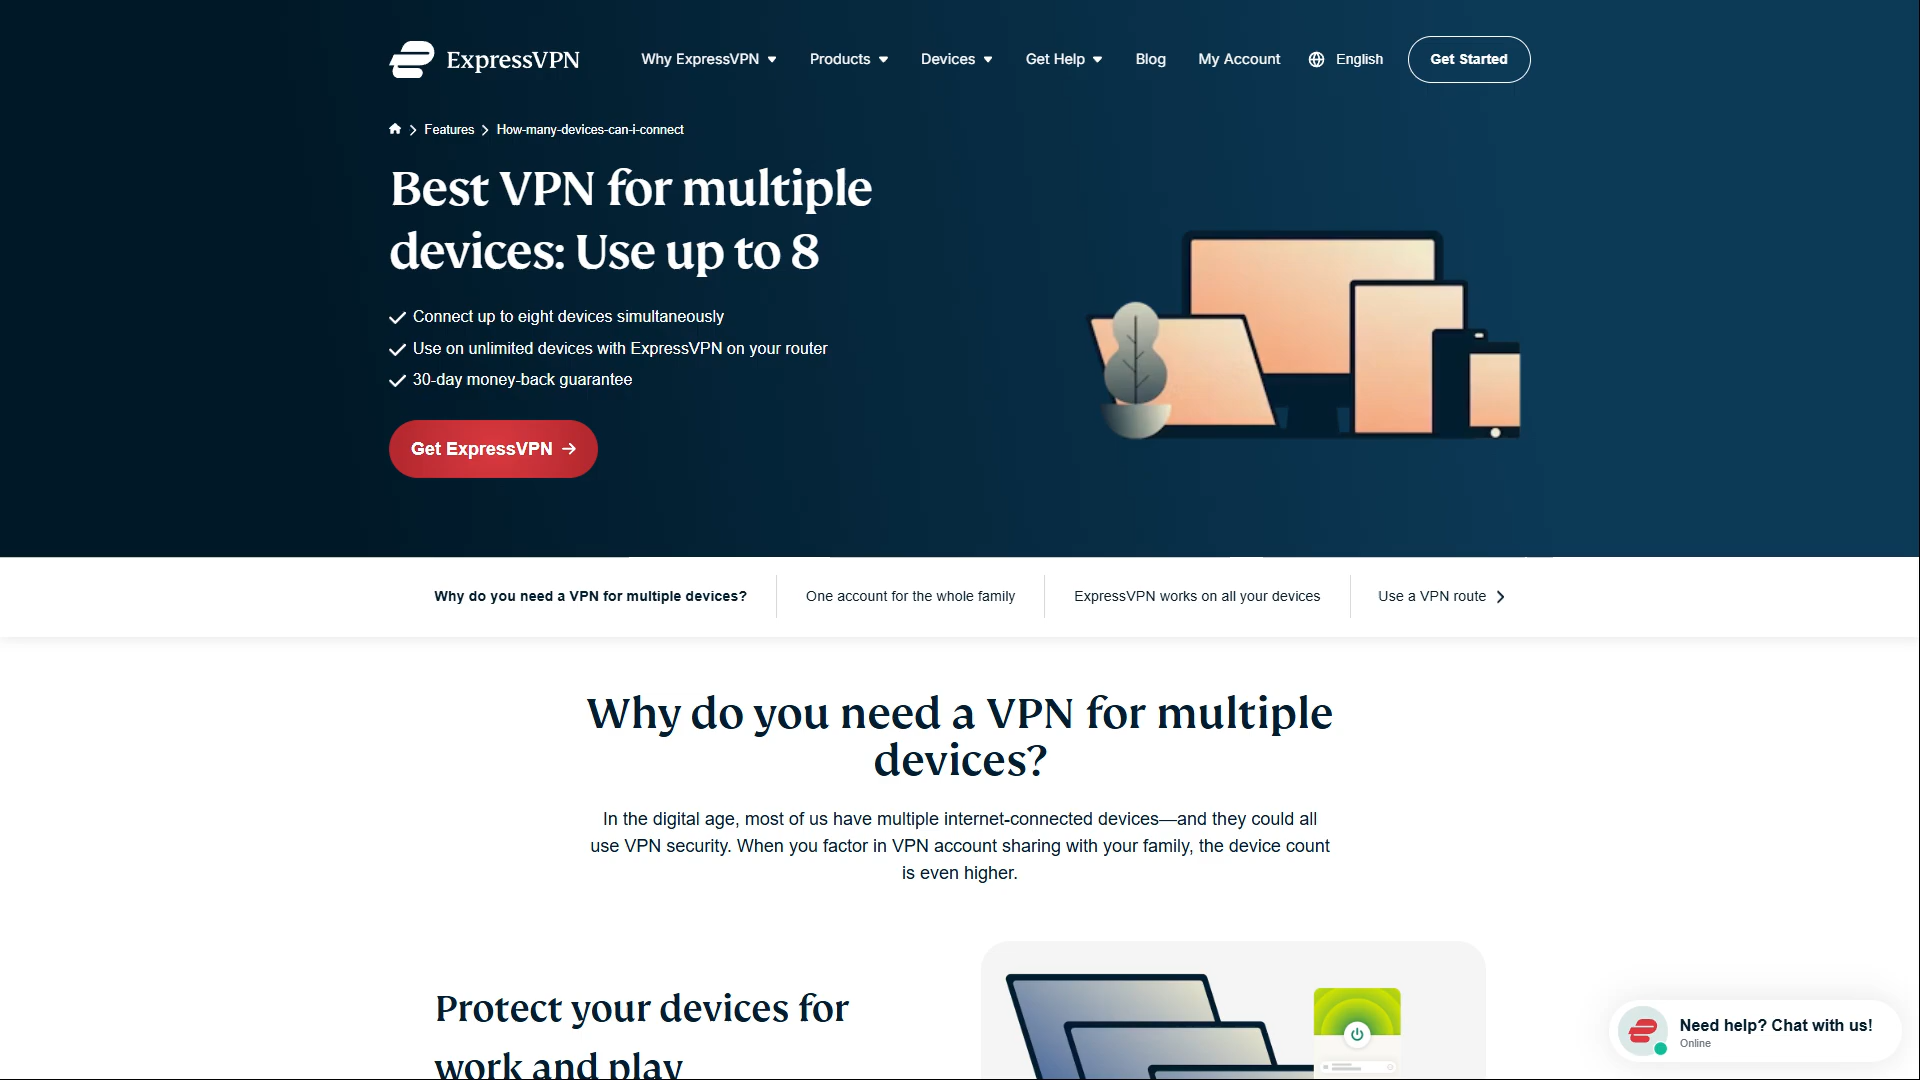 ExpressVPN
Why ExpressVPN
Products
Devices
Get Help
Blog
My Account
English
Get Started
Features
How-many-devices-can-i-connect
Best VPN for multiple
devices: Use up to 8
Connect up to eight devices simultaneously
Use on unlimited devices with ExpressVPN on your router
30-day money-back guarantee
Get ExpressVPN
Why do you need a VPN for multiple devices?
One account for the whole family
ExpressVPN works on all your devices
Use a VPN route
Why do you need a VPN for multiple
devices?
In the digital age, most of us have multiple internet-connected devices—and they could all
use VPN security. When you factor in VPN account sharing with your family, the device count
is even higher.
Protect your devices for
work and play
Need help? Chat with us!
Online